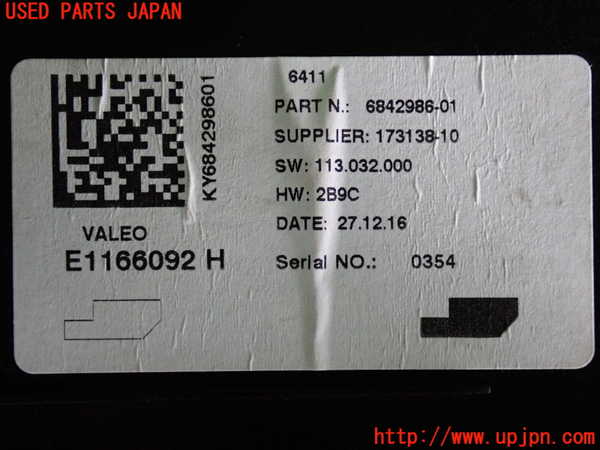 USED PARTS JAPAN
KY684298601
6411
PART N.: 6842986-01
SUPPLIER: 173138-10
SW: 113.032.000
HW: 2B9C
DATE: 27.12.16
Serial NO.: 0354
VALEO
E1166092 H
http://www.upjpn.com/